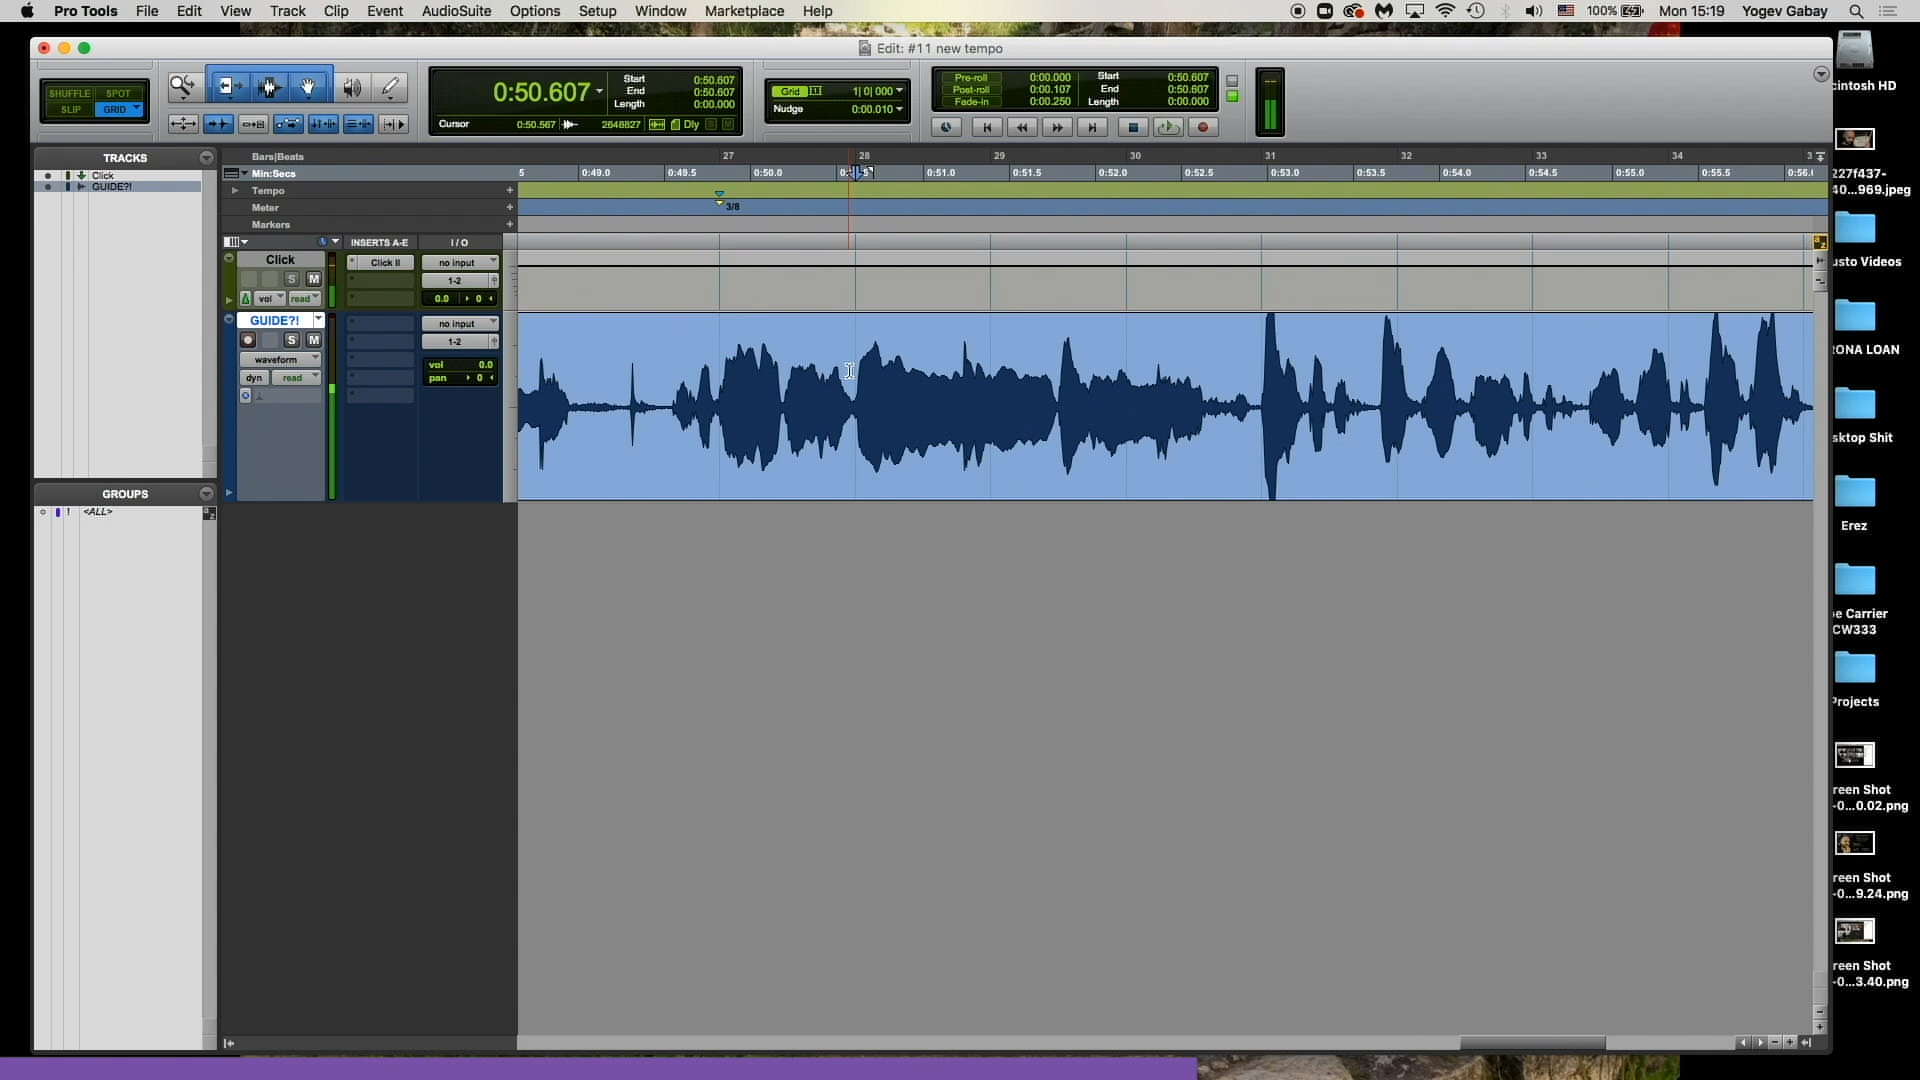 Pro Tools File Edit View Track Clip Event AudioSuite Options Setup Window Marketplace Help 100% Mon 15:19 Yogev Gabay
Edit: #11 new tempo
SHUFFLE SPOT
SLIP GRID
0:50.607
Start 0:50.607
End 0:50.607
Length 0:00.000
Cursor 0:50.567 2648827 Dly S M
Grid 1| 0| 000
Nudge 0:00.010
Pre-roll 0:00.000
Post-roll 0:00.107
Fade-in 0:00.250
Start 0:50.607
End 0:50.607
Length 0:00.000
TRACKS
Click
GUIDE?!
GROUPS
! <ALL>
a z
Bars|Beats 27 28 29 30 31 32 33 34 3
Min:Secs 5 0:49.0 0:49.5 0:50.0 0:51.0 0:51.5 0:52.0 0:52.5 0:53.0 0:53.5 0:54.0 0:54.5 0:55.0 0:55.5 0:56.
Tempo +
Meter + 3/8
Markers +
INSERTS A-E I / O
Click
S M
vol read
Click II
no input
1-2
0.0 0
GUIDE?!
S M
waveform
dyn read
no input
1-2
vol 0.0
pan 0
a z
cintosh HD
227f437-
40...969.jpeg
usto Videos
RONA LOAN
sktop Shit
Erez
oe Carrier
CW333
Projects
reen Shot
-0...0.02.png
reen Shot
-0...9.24.png
reen Shot
-0...3.40.png